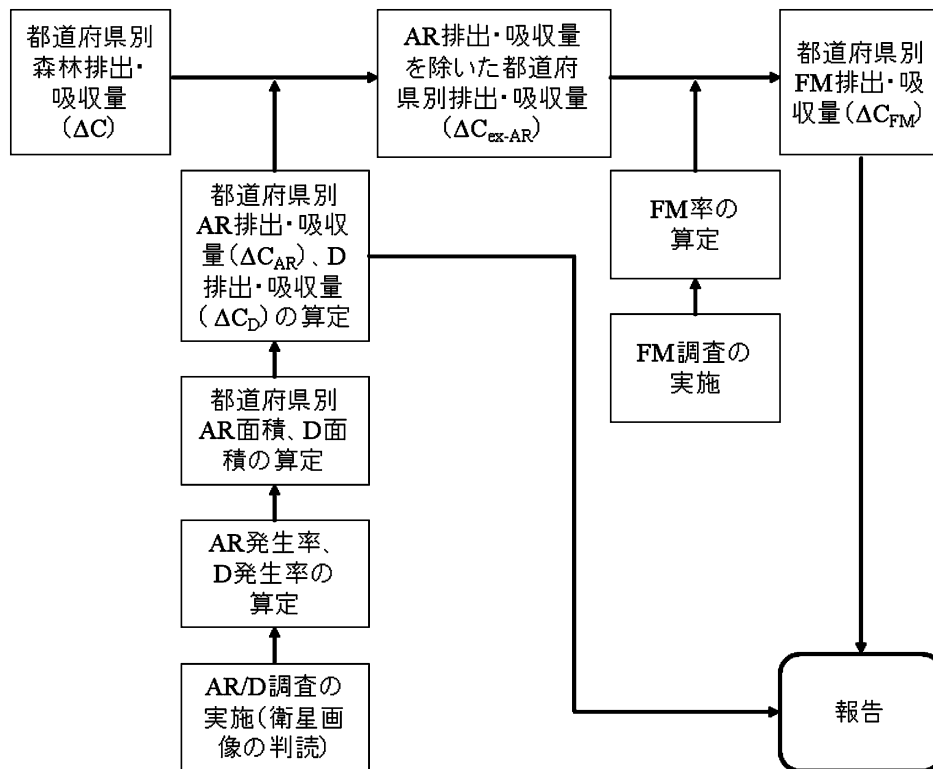 都道府県別
森林排出・
吸収量
(ΔC)
AR排出・吸収量
を除いた都道府
県別排出・吸収量
(ΔCex-AR)
都道府県別
FM排出・吸
収量(ΔCFM)
都道府県別
AR排出・吸収
量(ΔCAR)、D
排出・吸収量
(ΔCD)の算定
FM率の
算定
FM調査の
実施
都道府県別
AR面積、D面
積の算定
AR発生率、
D発生率の
算定
AR/D調査の
実施(衛星画
像の判読)
報告